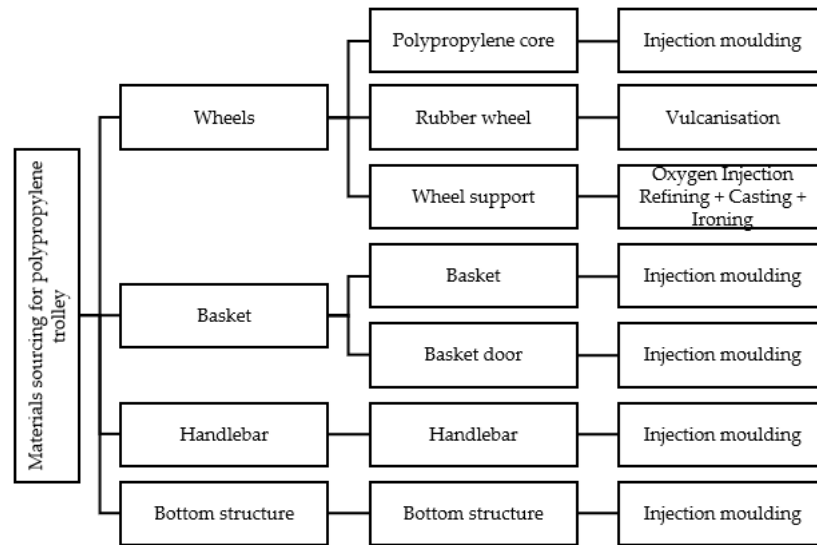 Materials sourcing for polypropylene
trolley
Wheels
Polypropylene core
Injection moulding
Rubber wheel
Vulcanisation
Wheel support
Oxygen Injection
Refining + Casting +
Ironing
Basket
Basket
Injection moulding
Basket door
Injection moulding
Handlebar
Handlebar
Injection moulding
Bottom structure
Bottom structure
Injection moulding